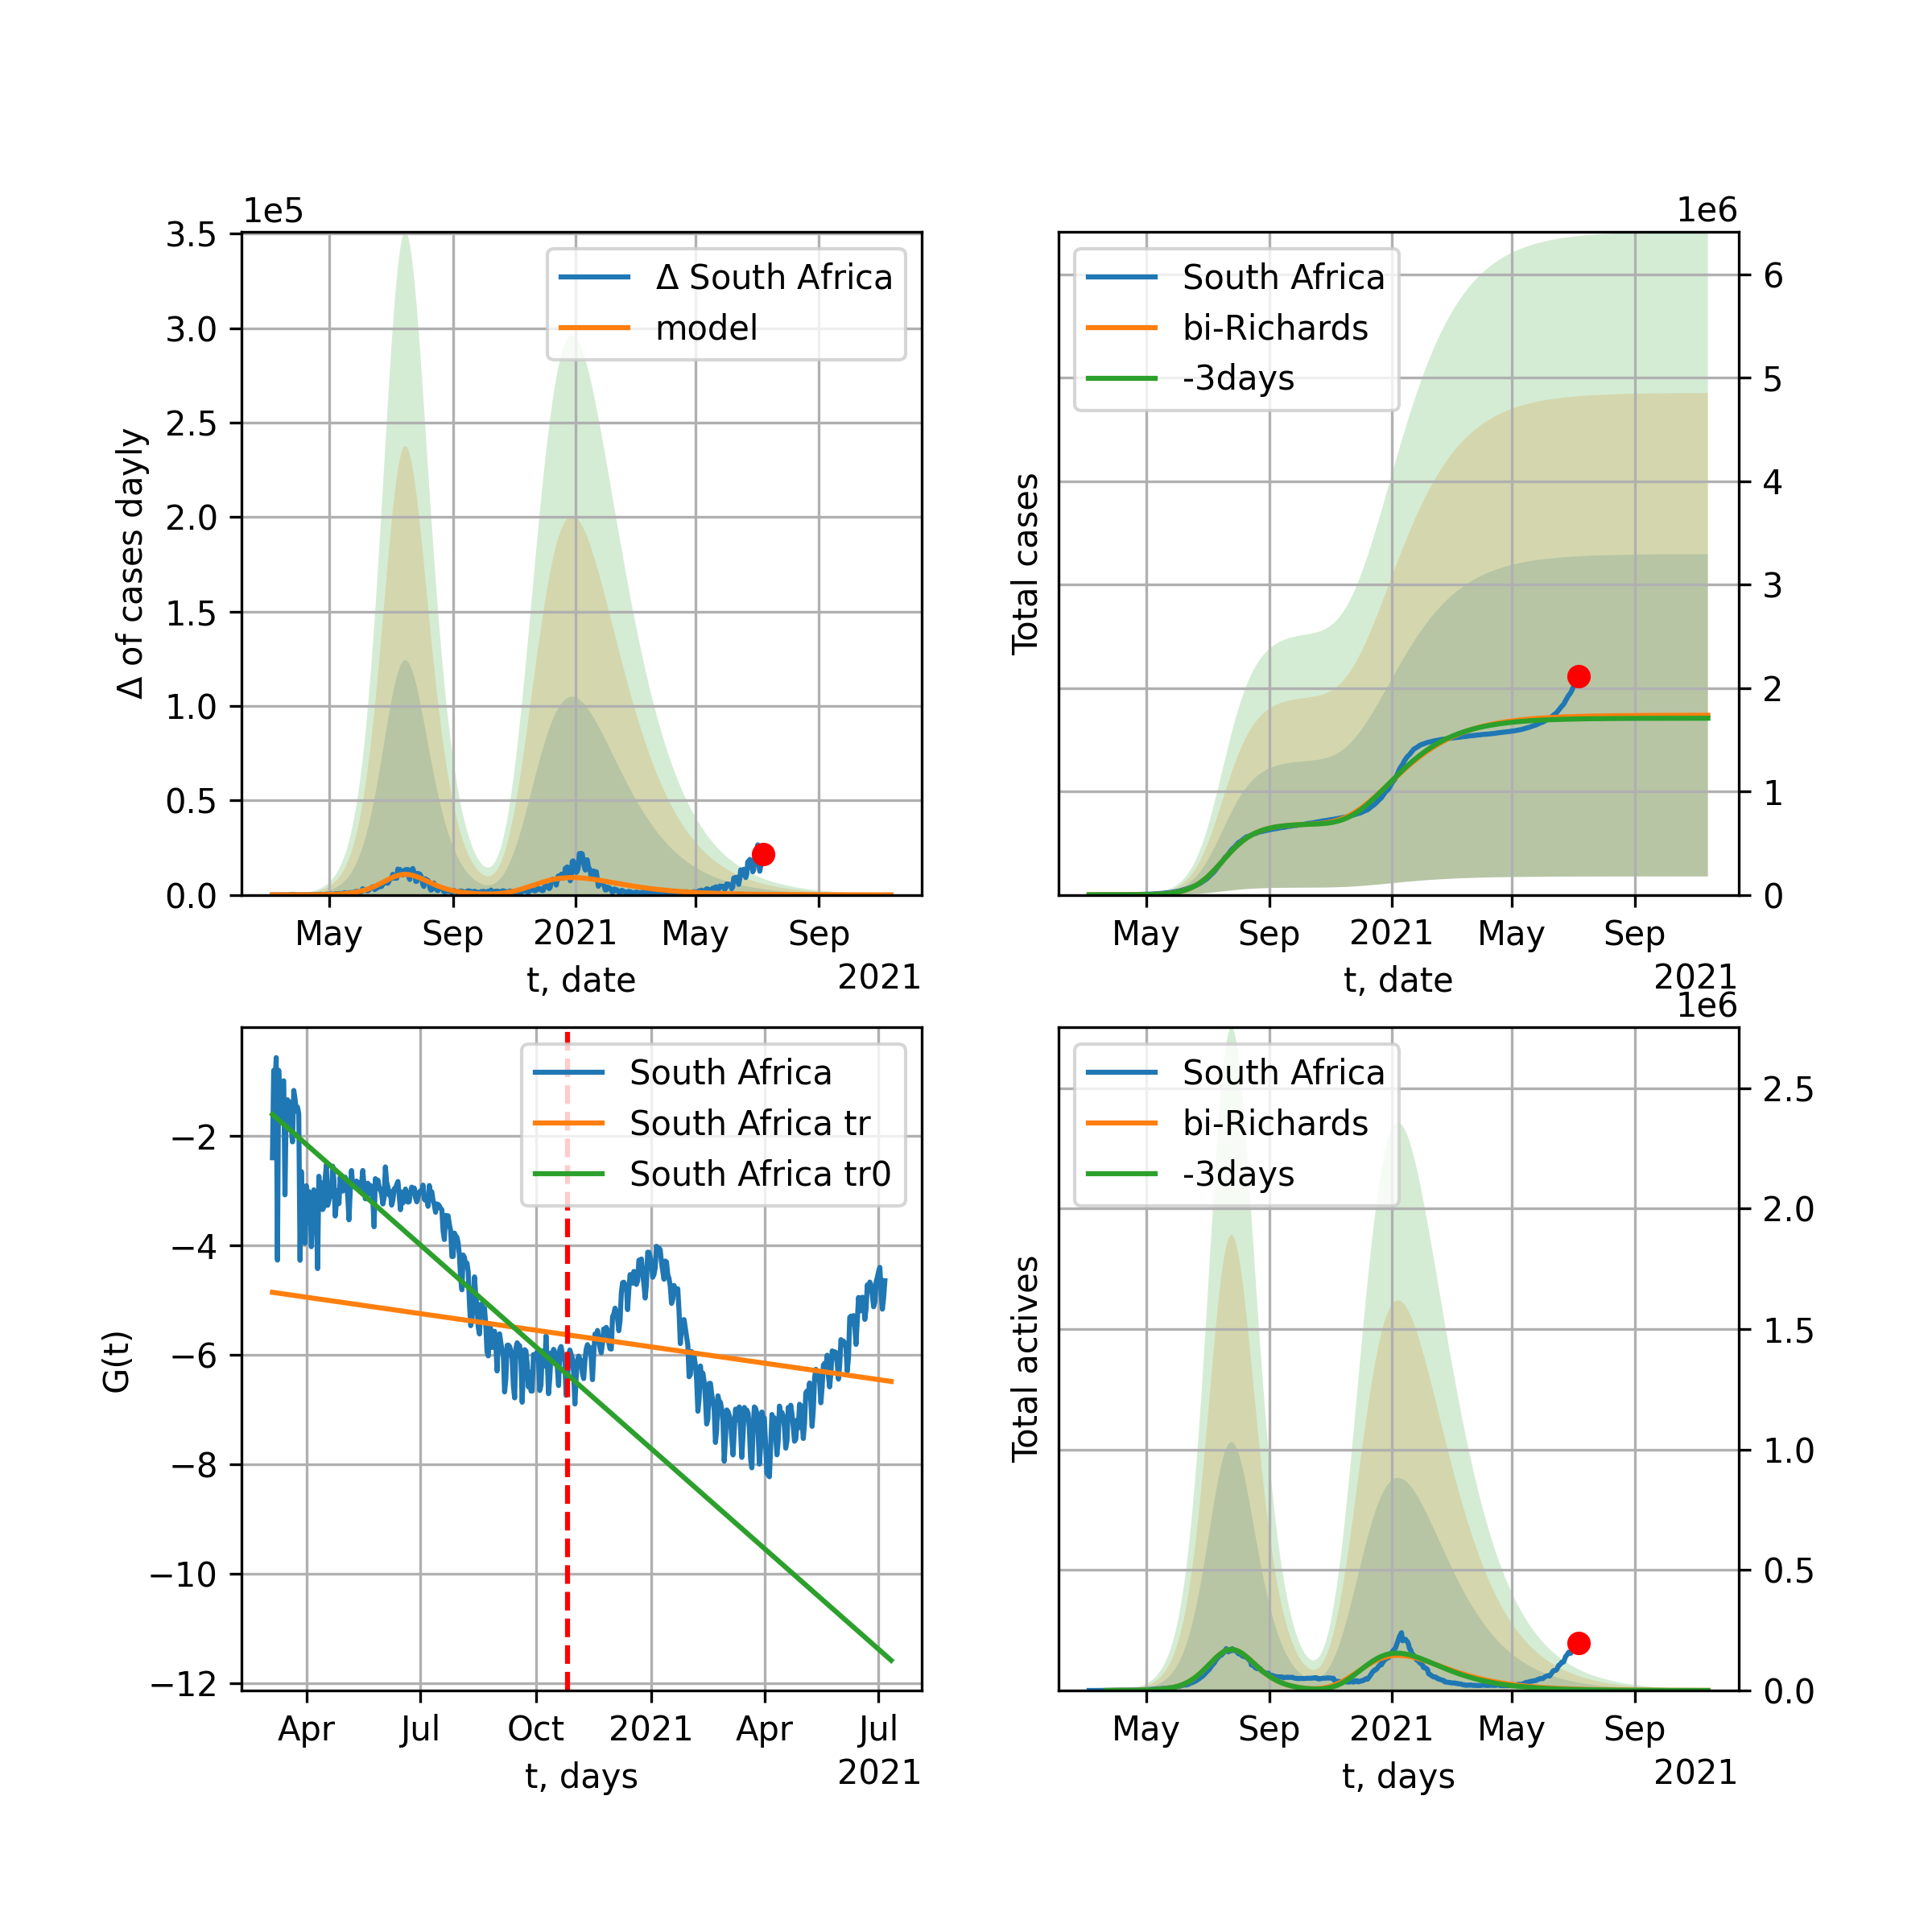 1e5
3.5
3.0
2.5
2.0
1.5
1.0
0.5
0.0
Δ of cases dayly
Δ South Africa
model
May
Sep
2021
May
Sep
t, date
2021
1e6
6
5
4
3
2
1
0
Total cases
South Africa
bi-Richards
-3days
May
Sep
2021
May
Sep
t, date
2021
−2
−4
−6
−8
−10
−12
G(t)
South Africa
South Africa tr
South Africa tr0
Apr
Jul
Oct
2021
Apr
Jul
t, days
2021
1e6
2.5
2.0
1.5
1.0
0.5
0.0
Total actives
South Africa
bi-Richards
-3days
May
Sep
2021
May
Sep
t, days
2021